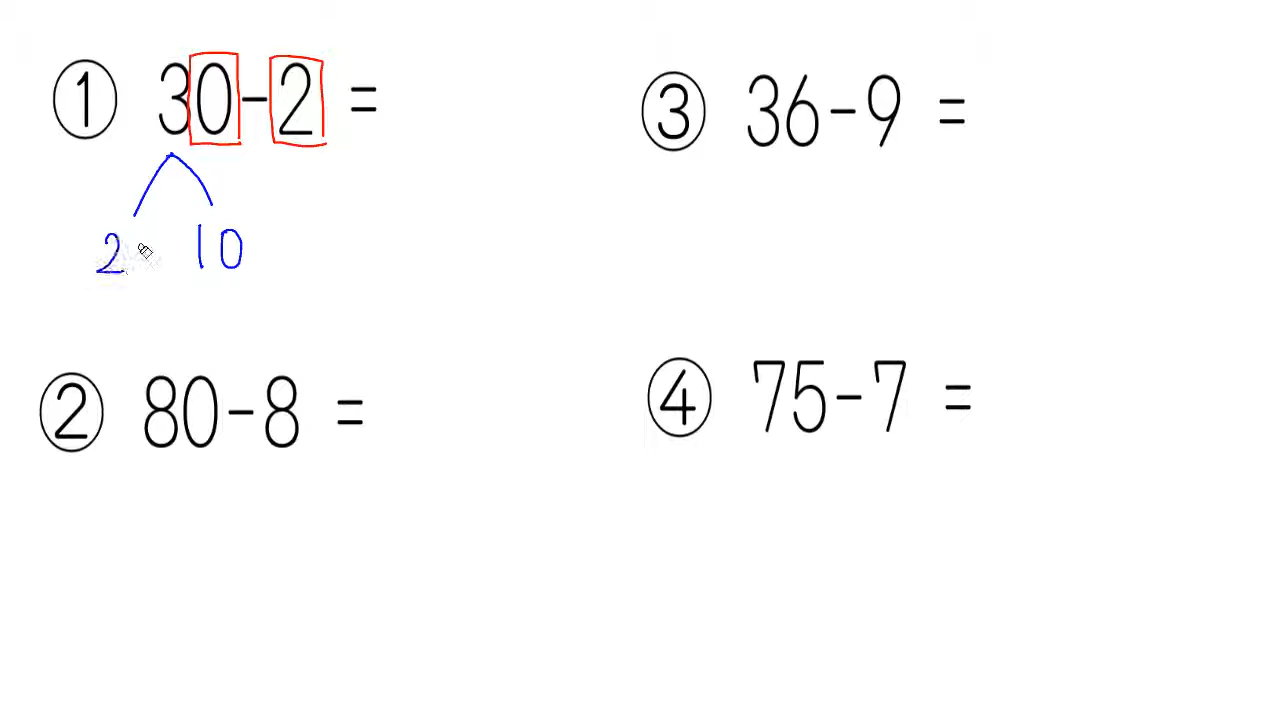 ① 30-2 =
2 10
② 80-8 =
③ 36-9 =
④ 75-7 =